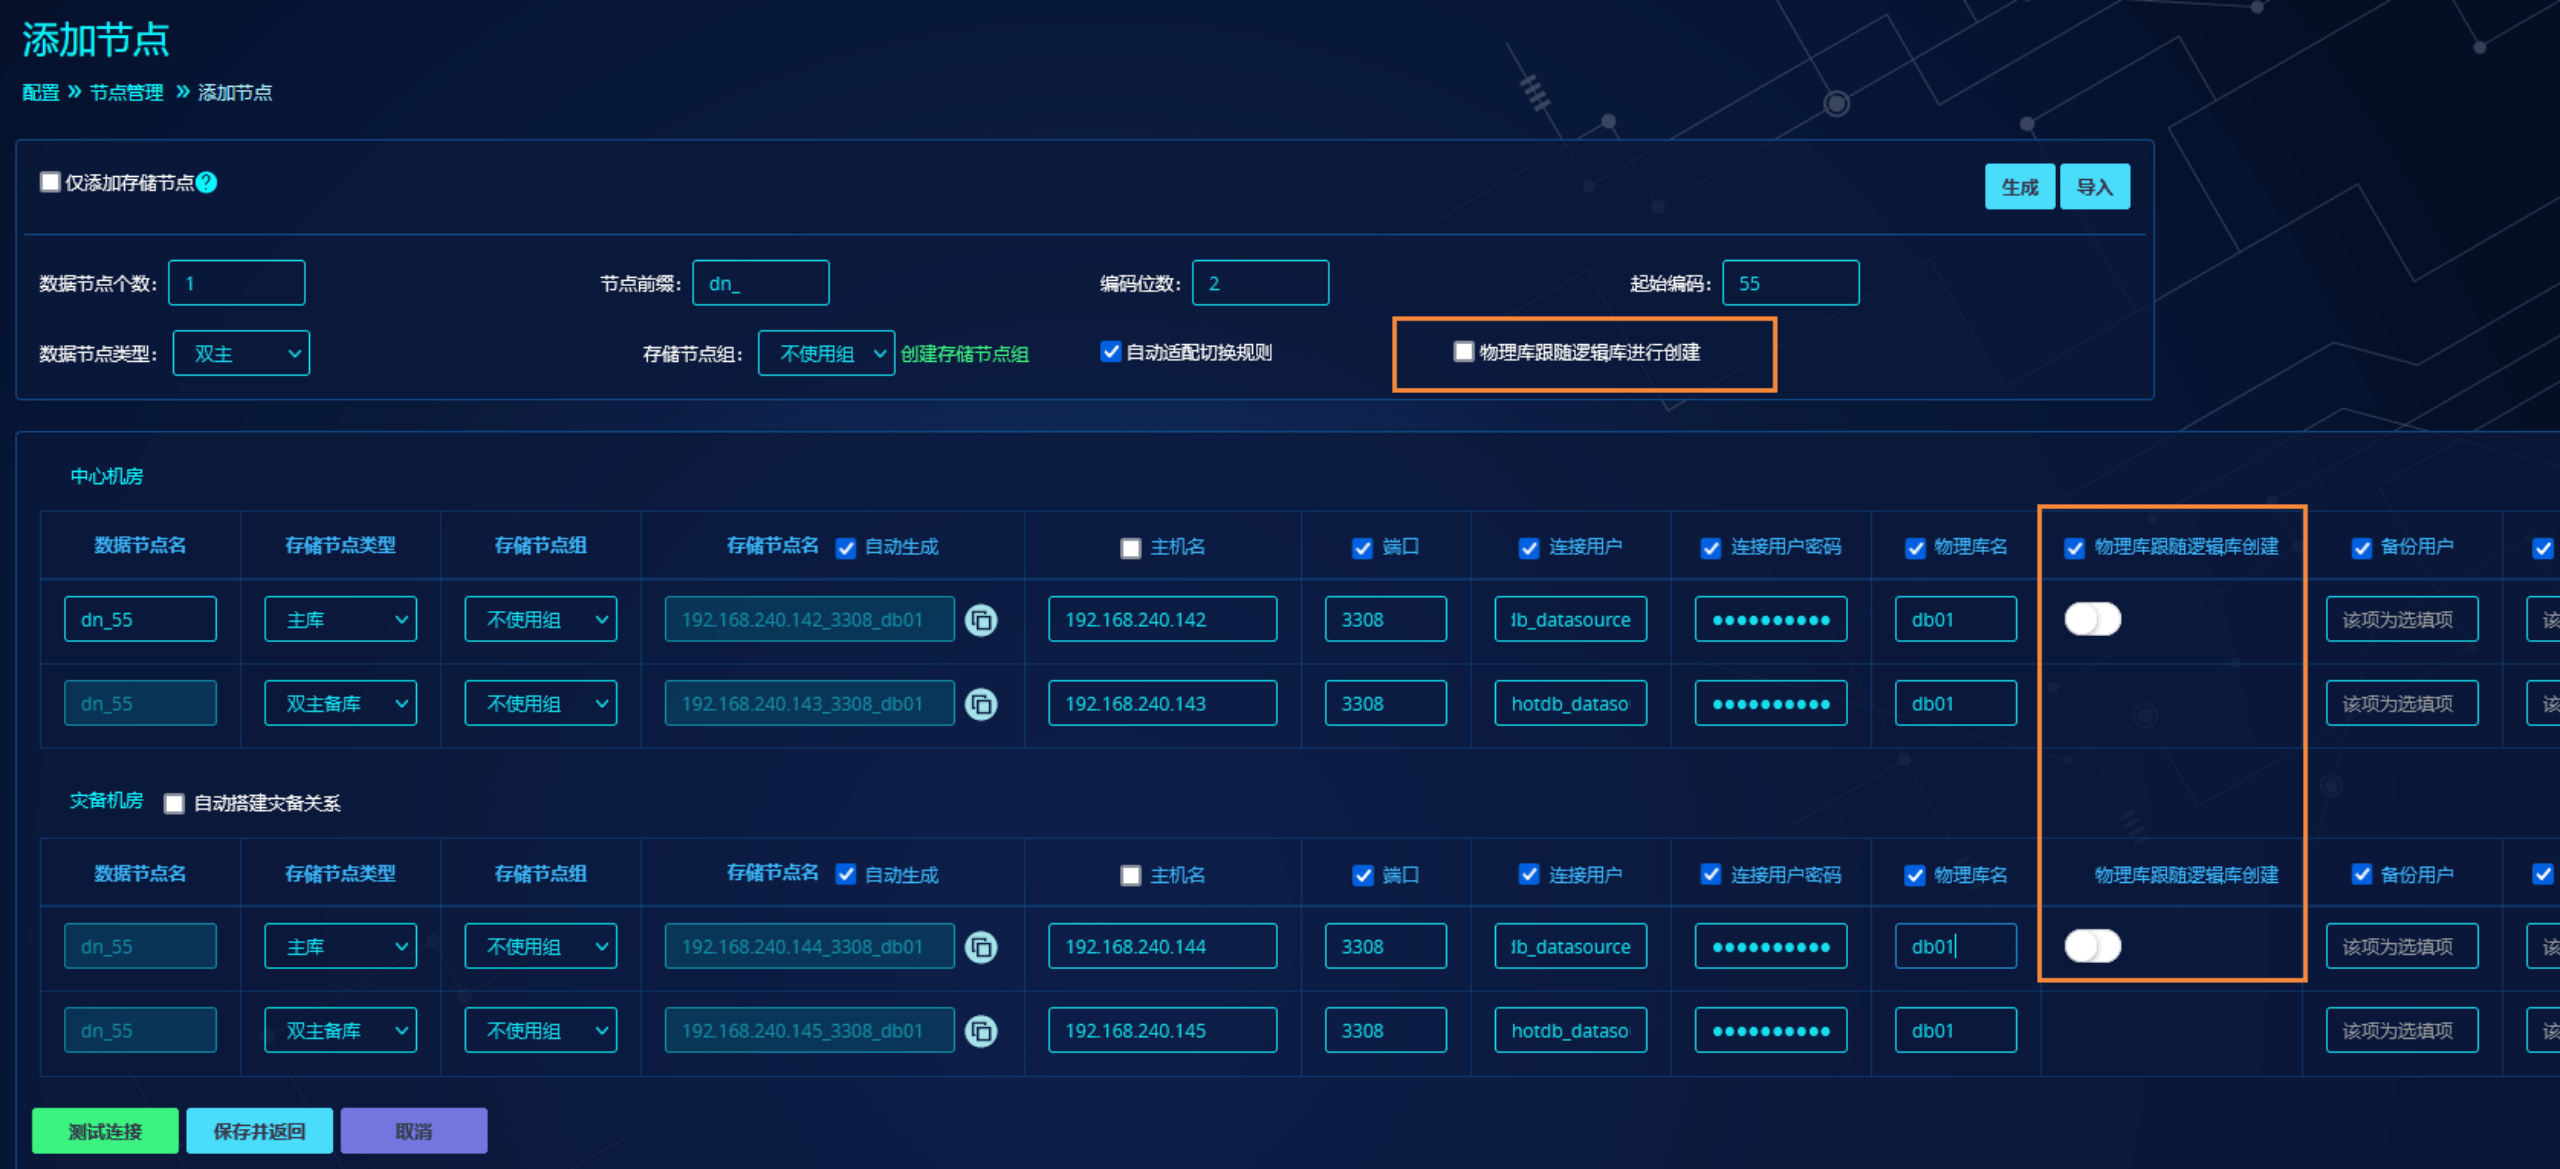 添加节点
配置 » 节点管理 » 添加节点
仅添加存储节点 ? 生成 导入
数据节点个数: 1 节点前缀: dn_ 编码位数: 2 起始编码: 55
数据节点类型: 双主 存储节点组: 不使用组 创建存储节点组 自动适配切换规则 物理库跟随逻辑库进行创建
中心机房
数据节点名 存储节点类型 存储节点组 存储节点名 自动生成 主机名 端口 连接用户 连接用户密码 物理库名 物理库跟随逻辑库创建 备份用户
dn_55 主库 不使用组 192.168.240.142_3308_db01 192.168.240.142 3308 db_datasource •••••••••• db01 该项为选填项 该
dn_55 双主备库 不使用组 192.168.240.143_3308_db01 192.168.240.143 3308 hotdb_dataso •••••••••• db01 该项为选填项 该
灾备机房 自动搭建灾备关系
数据节点名 存储节点类型 存储节点组 存储节点名 自动生成 主机名 端口 连接用户 连接用户密码 物理库名 物理库跟随逻辑库创建 备份用户
dn_55 主库 不使用组 192.168.240.144_3308_db01 192.168.240.144 3308 db_datasource •••••••••• db01 该项为选填项 该
dn_55 双主备库 不使用组 192.168.240.145_3308_db01 192.168.240.145 3308 hotdb_dataso •••••••••• db01 该项为选填项 该
测试连接 保存并返回 取消